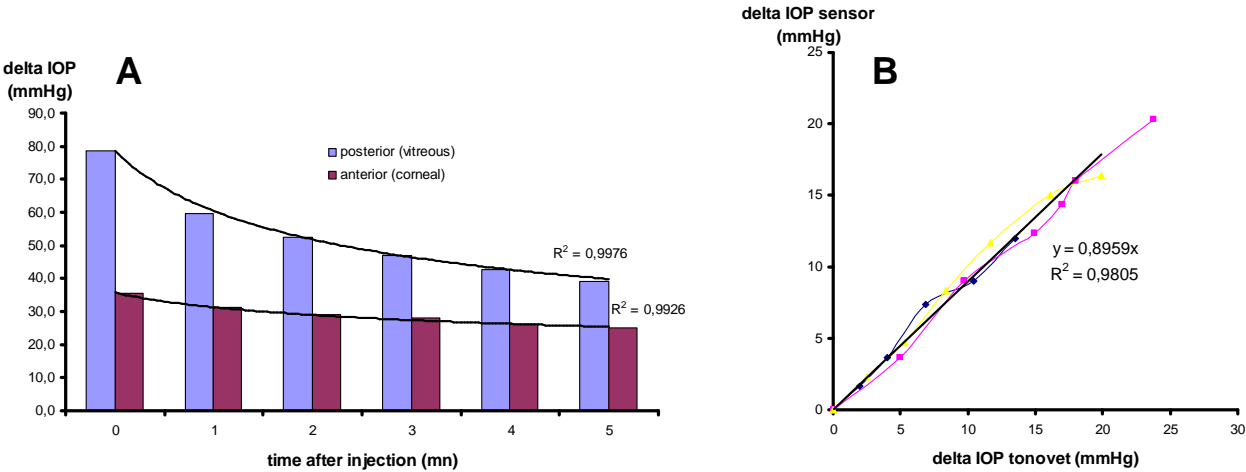 delta IOP
(mmHg)
A
90,0
80,0
70,0
60,0
50,0
40,0
30,0
20,0
10,0
0,0
posterior (vitreous)
anterior (corneal)
R² = 0,9976
R² = 0,9926
0 1 2 3 4 5
time after injection (mn)
delta IOP sensor
(mmHg)
B
25
20
15
10
5
0
y = 0,8959x
R² = 0,9805
0 5 10 15 20 25 30
delta IOP tonovet (mmHg)